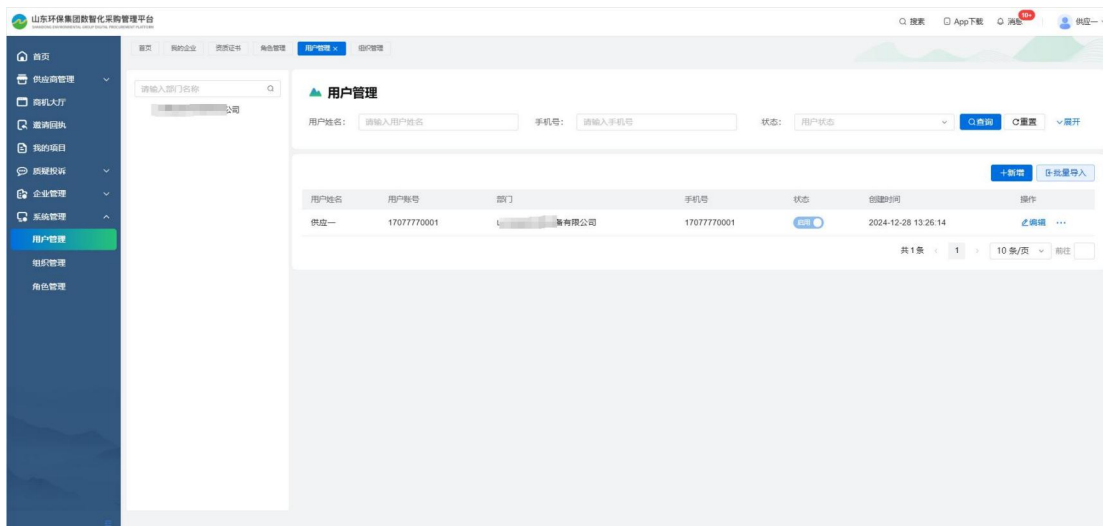 山东环保集团数智化采购管理平台
搜索 App下载 消息 10+ 供应一
首页 我的企业 资质证书 角色管理 用户管理 × 组织管理
首页
供应商管理
商机大厅
邀请回执
我的项目
质疑投诉
企业管理
系统管理
用户管理
组织管理
角色管理
请输入部门名称
公司
用户管理
用户姓名: 请输入用户姓名 手机号: 请输入手机号 状态: 用户状态 查询 重置 展开
+新增 批量导入
用户姓名 用户账号 部门 手机号 状态 创建时间 操作
供应一 17077770001 备有限公司 17077770001 启用 2024-12-28 13:26:14 编辑 ...
共1条 < 1 > 10条/页 前往